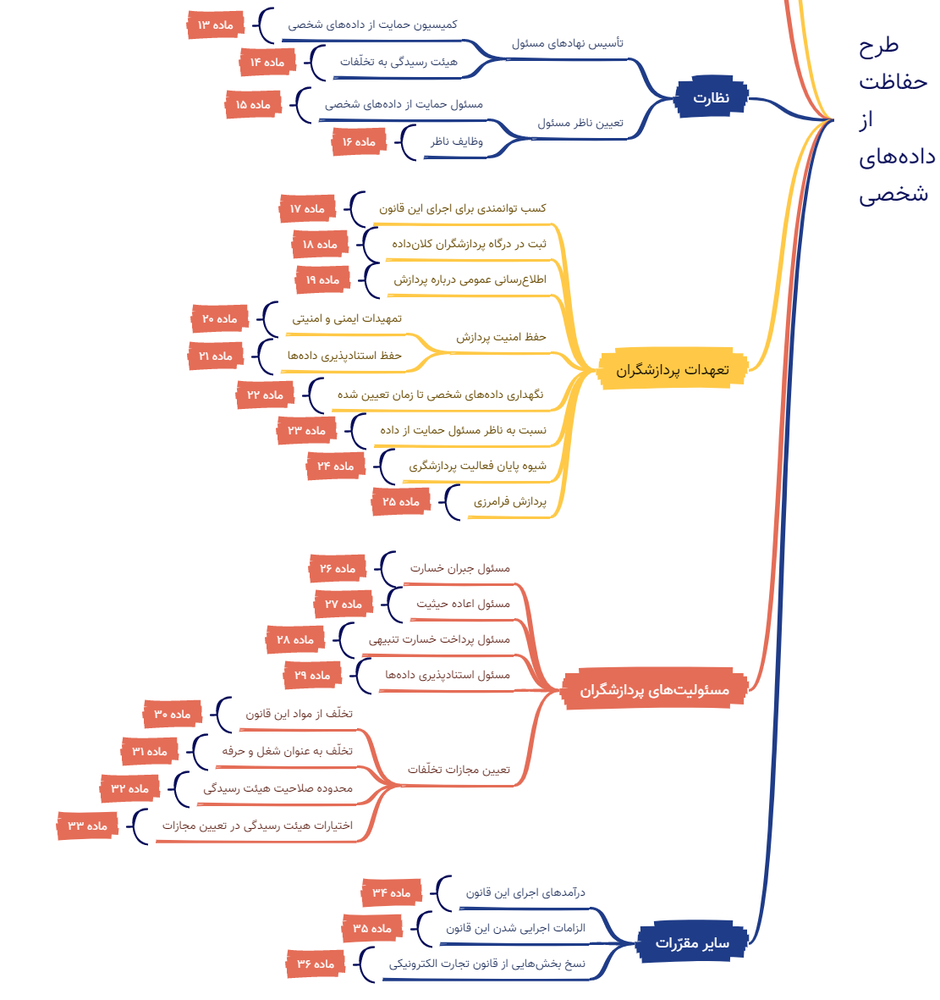 طرح
حفاظت
از
داده‌های
شخصی
نظارت
تأسیس نهادهای مسئول
کمیسیون حمایت از داده‌های شخصی
ماده ۱۳
هیئت رسیدگی به تخلّفات
ماده ۱۴
تعیین ناظر مسئول
مسئول حمایت از داده‌های شخصی
ماده ۱۵
وظایف ناظر
ماده ۱۶
تعهدات پردازشگران
کسب توانمندی برای اجرای این قانون
ماده ۱۷
ثبت در درگاه پردازشگران کلان‌داده
ماده ۱۸
اطلاع‌رسانی عمومی درباره پردازش
ماده ۱۹
حفظ امنیت پردازش
تمهیدات ایمنی و امنیتی
ماده ۲۰
حفظ استنادپذیری داده‌ها
ماده ۲۱
نگهداری داده‌های شخصی تا زمان تعیین شده
ماده ۲۲
نسبت به ناظر مسئول حمایت از داده
ماده ۲۳
شیوه پایان فعالیت پردازشگری
ماده ۲۴
پردازش فرامرزی
ماده ۲۵
مسئولیت‌های پردازشگران
مسئول جبران خسارت
ماده ۲۶
مسئول اعاده حیثیت
ماده ۲۷
مسئول پرداخت خسارت تنبیهی
ماده ۲۸
مسئول استنادپذیری داده‌ها
ماده ۲۹
تعیین مجازات تخلّفات
تخلّف از مواد این قانون
ماده ۳۰
تخلّف به عنوان شغل و حرفه
ماده ۳۱
محدوده صلاحیت هیئت رسیدگی
ماده ۳۲
اختیارات هیئت رسیدگی در تعیین مجازات
ماده ۳۳
سایر مقرّرات
درآمدهای اجرای این قانون
ماده ۳۴
الزامات اجرایی شدن این قانون
ماده ۳۵
نسخ بخش‌هایی از قانون تجارت الکترونیکی
ماده ۳۶